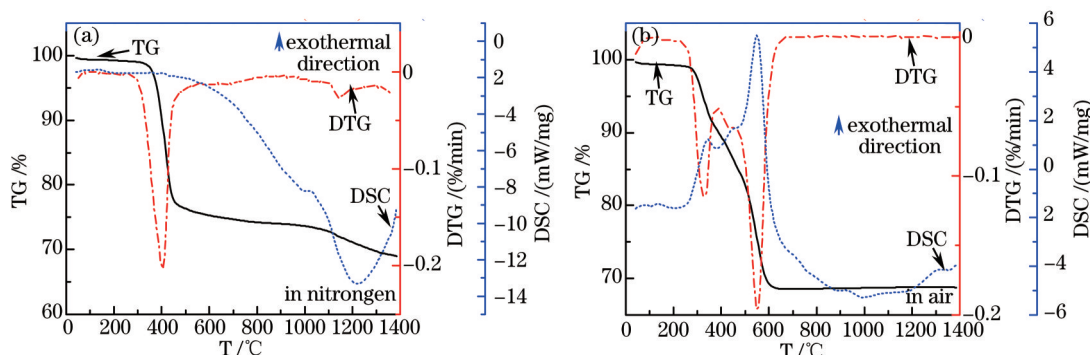 (a)
TG
exothermal
direction
DTG
DSC
in nitrongen
TG /%
100
90
80
75
70
65
60
0 200 400 600 800 1000 1200 1400
T /℃
0
−0.1
−0.2
DTG /(%/min)
0
2
−2
−4
−6
−8
−10
−12
−14
DSC /(mW/mg)
(b)
TG
DTG
exothermal
direction
DSC
in air
TG /%
100
90
80
70
0 200 400 600 800 1000 1200 1400
T /℃
0
−0.1
−0.2
DTG /(%/min)
6
4
2
0
2
−4
−6
DSC /(mW/mg)